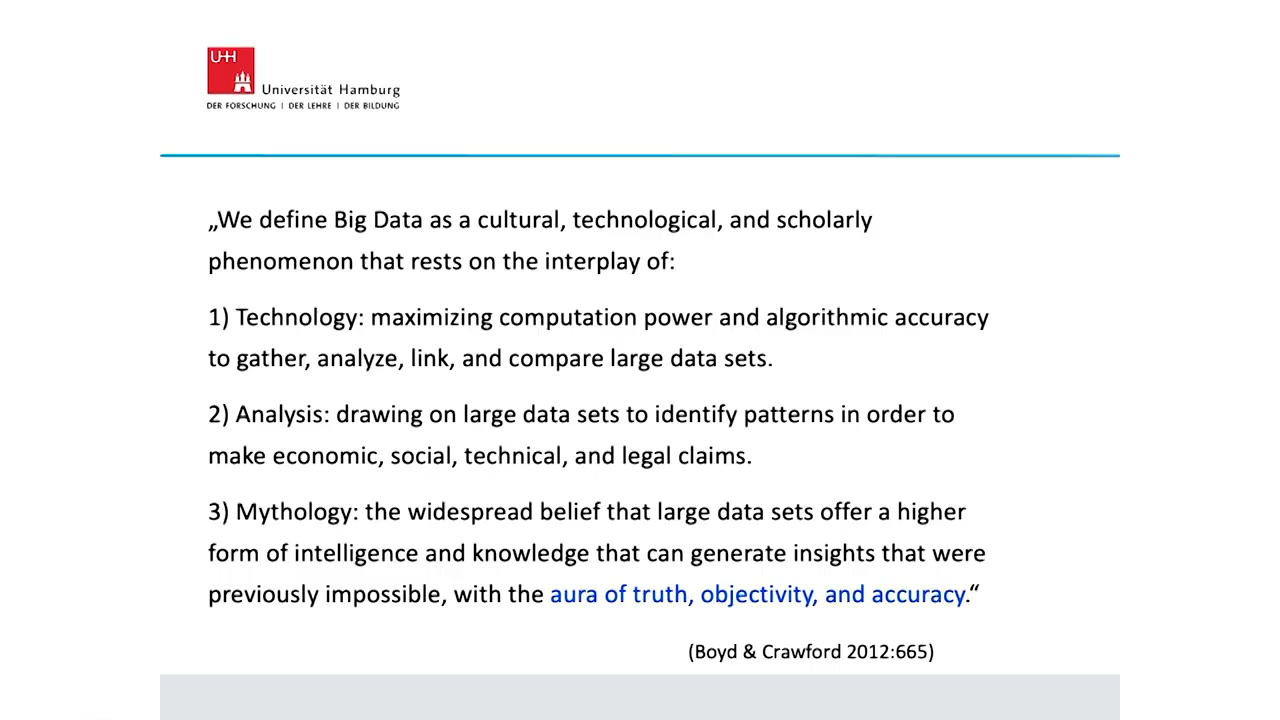 UHH
Universität Hamburg
DER FORSCHUNG | DER LEHRE | DER BILDUNG
„We define Big Data as a cultural, technological, and scholarly
phenomenon that rests on the interplay of:
1) Technology: maximizing computation power and algorithmic accuracy
to gather, analyze, link, and compare large data sets.
2) Analysis: drawing on large data sets to identify patterns in order to
make economic, social, technical, and legal claims.
3) Mythology: the widespread belief that large data sets offer a higher
form of intelligence and knowledge that can generate insights that were
previously impossible, with the aura of truth, objectivity, and accuracy.“
(Boyd & Crawford 2012:665)